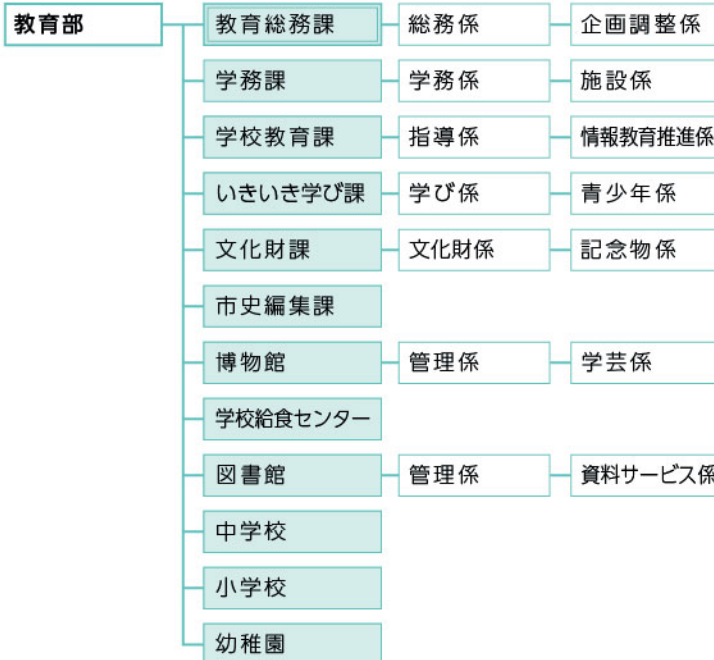 教育部 教育総務課 総務係 企画調整係
学務課 学務係 施設係
学校教育課 指導係 情報教育推進係
いきいき学び課 学び係 青少年係
文化財課 文化財係 記念物係
市史編集課
博物館 管理係 学芸係
学校給食センター
図書館 管理係 資料サービス係
中学校
小学校
幼稚園